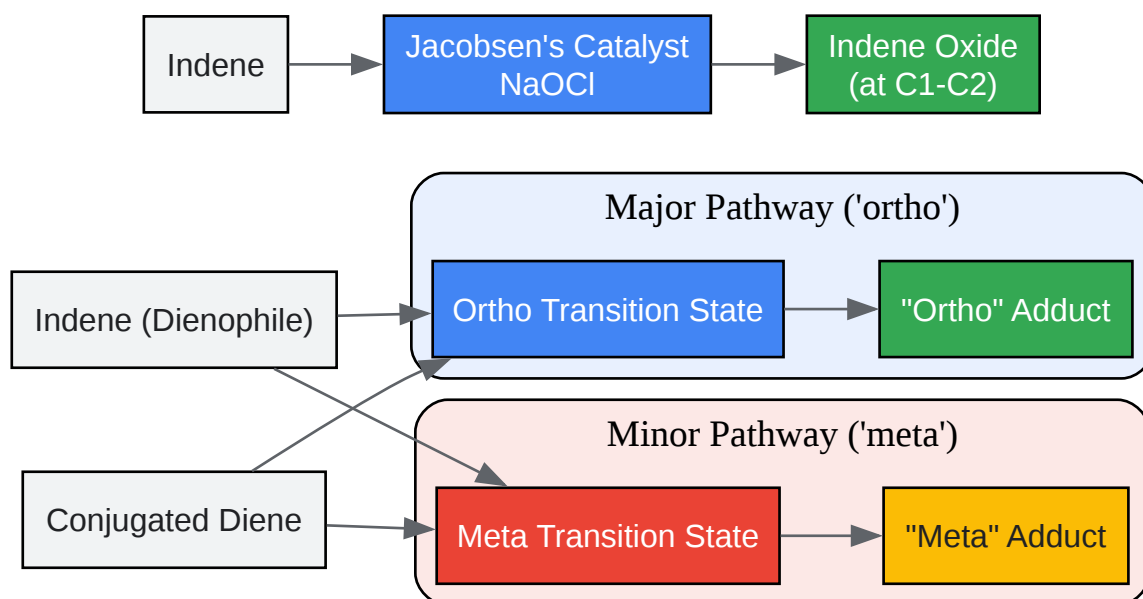 Indene
Jacobsen's Catalyst
NaOCl
Indene Oxide
(at C1-C2)
Major Pathway ('ortho')
Indene (Dienophile)
Ortho Transition State
"Ortho" Adduct
Minor Pathway ('meta')
Conjugated Diene
Meta Transition State
"Meta" Adduct